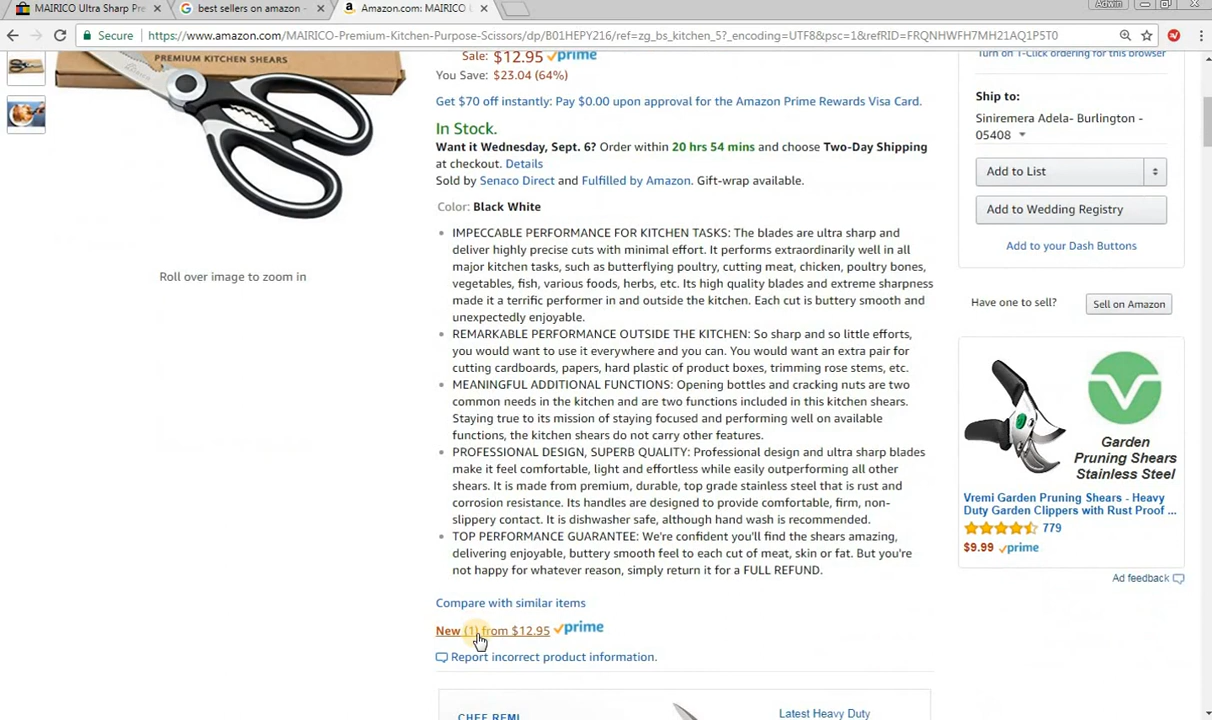 Admin
MAIRICO Ultra Sharp Pre
best sellers on amazon -
Amazon.com: MAIRICO U
Secure
https://www.amazon.com/MAIRICO-Premium-Kitchen-Purpose-Scissors/dp/B01HEPY216/ref=zg_bs_kitchen_5?_encoding=UTF8&psc=1&refRID=FRQNHWFH7MH21AQ1P5T0
PREMIUM KITCHEN SHEARS
Roll over image to zoom in
Sale: $12.95 prime
You Save: $23.04 (64%)
Get $70 off instantly: Pay $0.00 upon approval for the Amazon Prime Rewards Visa Card.
In Stock.
Want it Wednesday, Sept. 6? Order within 20 hrs 54 mins and choose Two-Day Shipping
at checkout. Details
Sold by Senaco Direct and Fulfilled by Amazon. Gift-wrap available.
Color: Black White
IMPECCABLE PERFORMANCE FOR KITCHEN TASKS: The blades are ultra sharp and
deliver highly precise cuts with minimal effort. It performs extraordinarily well in all
major kitchen tasks, such as butterflying poultry, cutting meat, chicken, poultry bones,
vegetables, fish, various foods, herbs, etc. Its high quality blades and extreme sharpness
made it a terrific performer in and outside the kitchen. Each cut is buttery smooth and
unexpectedly enjoyable.
REMARKABLE PERFORMANCE OUTSIDE THE KITCHEN: So sharp and so little efforts,
you would want to use it everywhere and you can. You would want an extra pair for
cutting cardboards, papers, hard plastic of product boxes, trimming rose stems, etc.
MEANINGFUL ADDITIONAL FUNCTIONS: Opening bottles and cracking nuts are two
common needs in the kitchen and are two functions included in this kitchen shears.
Staying true to its mission of staying focused and performing well on available
functions, the kitchen shears do not carry other features.
PROFESSIONAL DESIGN, SUPERB QUALITY: Professional design and ultra sharp blades
make it feel comfortable, light and effortless while easily outperforming all other
shears. It is made from premium, durable, top grade stainless steel that is rust and
corrosion resistance. Its handles are designed to provide comfortable, firm, non-
slippery contact. It is dishwasher safe, although hand wash is recommended.
TOP PERFORMANCE GUARANTEE: We're confident you'll find the shears amazing,
delivering enjoyable, buttery smooth feel to each cut of meat, skin or fat. But you're
not happy for whatever reason, simply return it for a FULL REFUND.
Compare with similar items
New (1) from $12.95 prime
Report incorrect product information.
CHEF REMI
Latest Heavy Duty
Turn on 1-Click ordering for this browser
Ship to:
Siniremera Adela- Burlington -
05408
Add to List
Add to Wedding Registry
Add to your Dash Buttons
Have one to sell? Sell on Amazon
Garden
Pruning Shears
Stainless Steel
Vremi Garden Pruning Shears - Heavy
Duty Garden Clippers with Rust Proof ...
779
$9.99 prime
Ad feedback